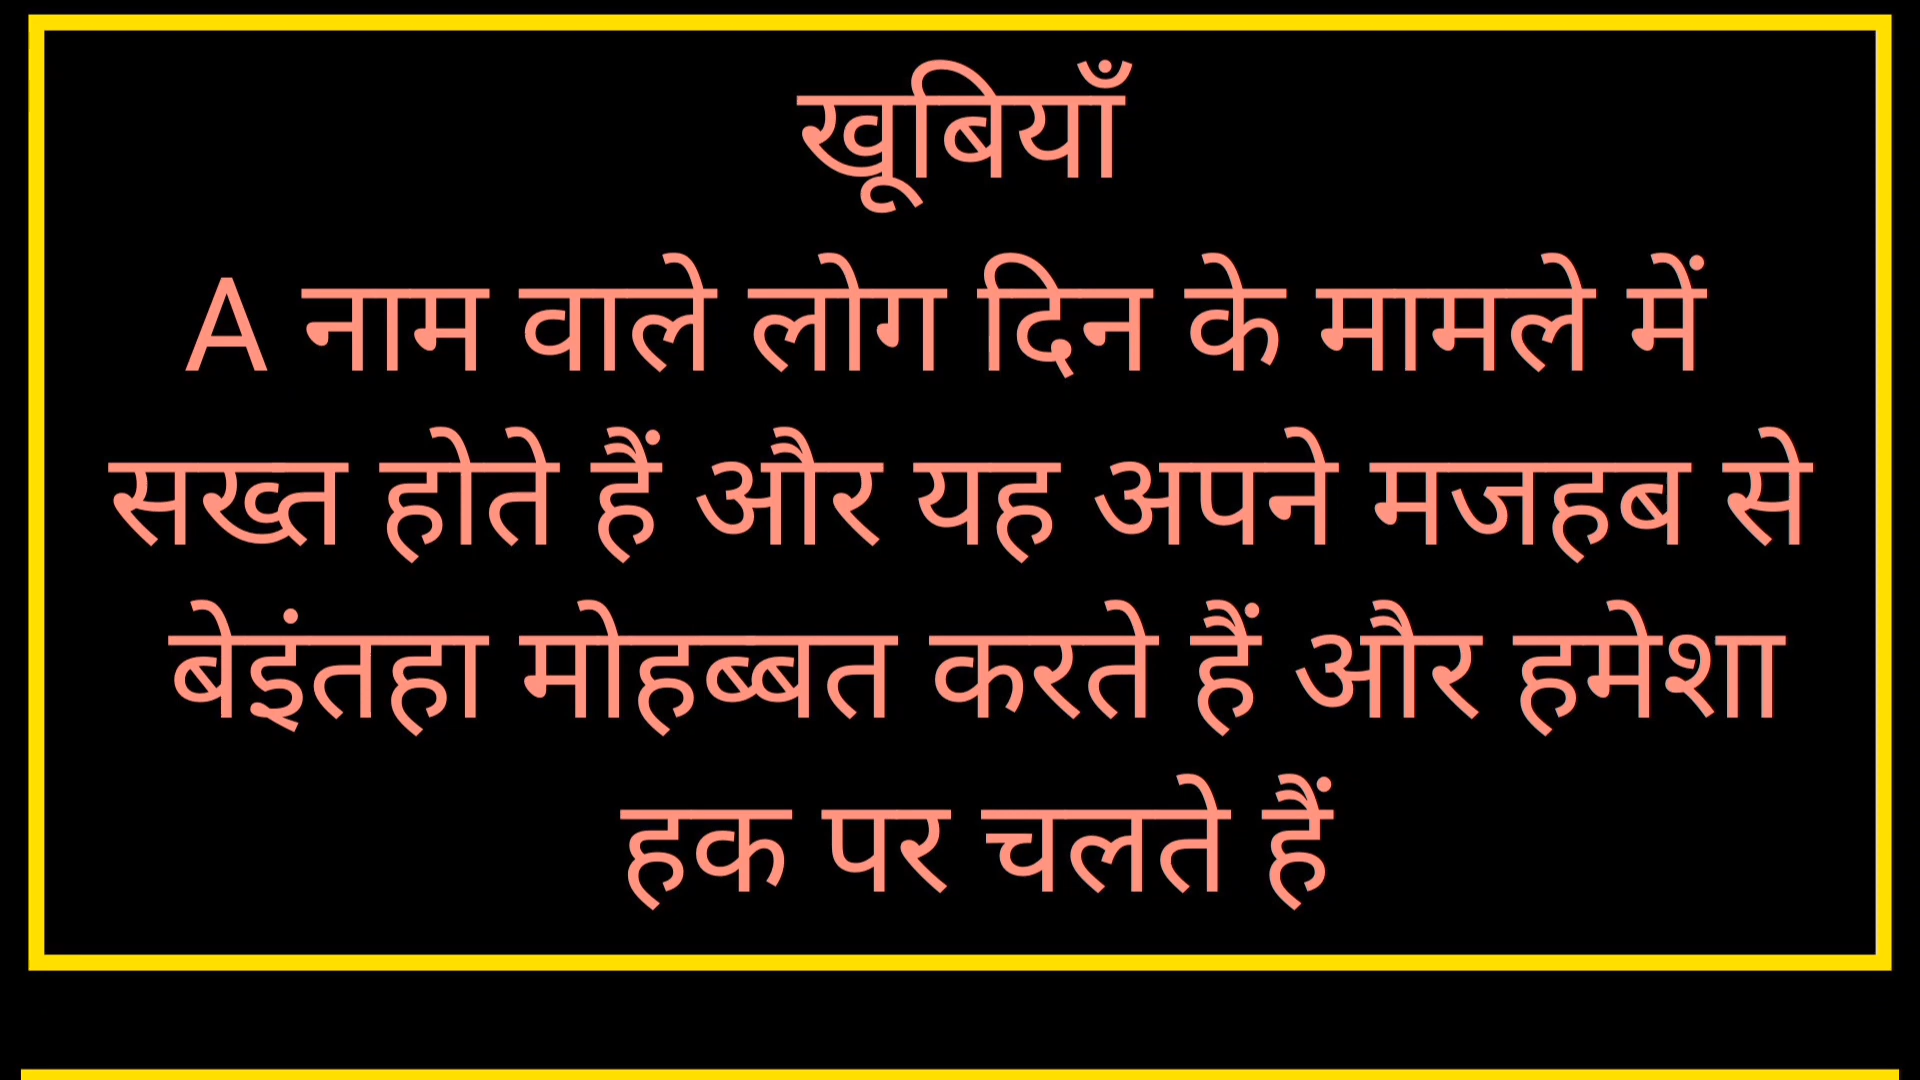 खूबियाँ
A नाम वाले लोग दिन के मामले में
सख्त होते हैं और यह अपने मजहब से
बेइंतहा मोहब्बत करते हैं और हमेशा
हक पर चलते हैं